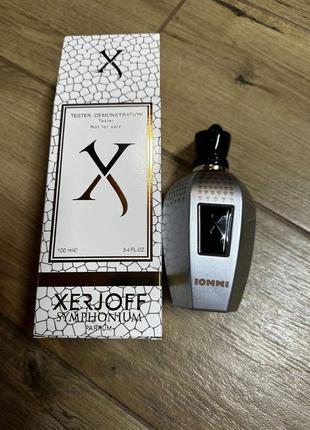 X
TESTER-DEMONSTRATION
Tester
Not for sale
X
100 ml e 3.4 FL.OZ.
XERJOFF
SYMPHONIUM
PARFUM
X
IOMMI